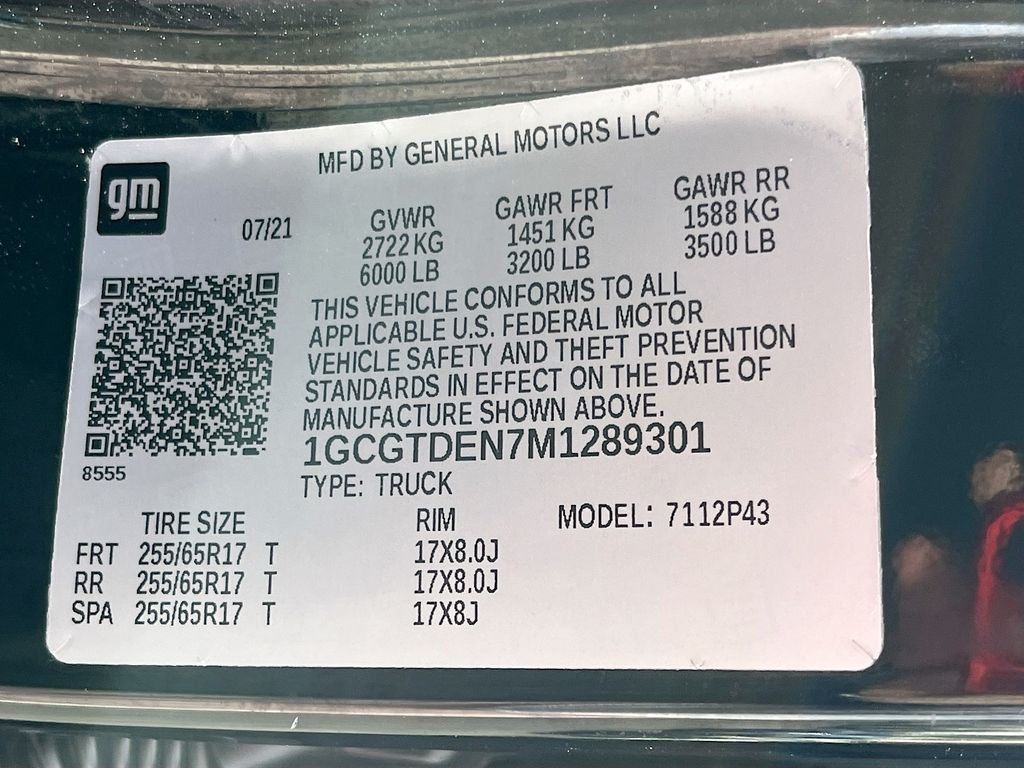 MFD BY GENERAL MOTORS LLC
gm
07/21
GVWR GAWR FRT GAWR RR
2722 KG 1451 KG 1588 KG
6000 LB 3200 LB 3500 LB
THIS VEHICLE CONFORMS TO ALL
APPLICABLE U.S. FEDERAL MOTOR
VEHICLE SAFETY AND THEFT PREVENTION
STANDARDS IN EFFECT ON THE DATE OF
MANUFACTURE SHOWN ABOVE.
1GCGTDEN7M1289301
8555
TYPE: TRUCK
TIRE SIZE RIM MODEL: 7112P43
FRT 255/65R17 T 17X8.0J
RR 255/65R17 T 17X8.0J
SPA 255/65R17 T 17X8J